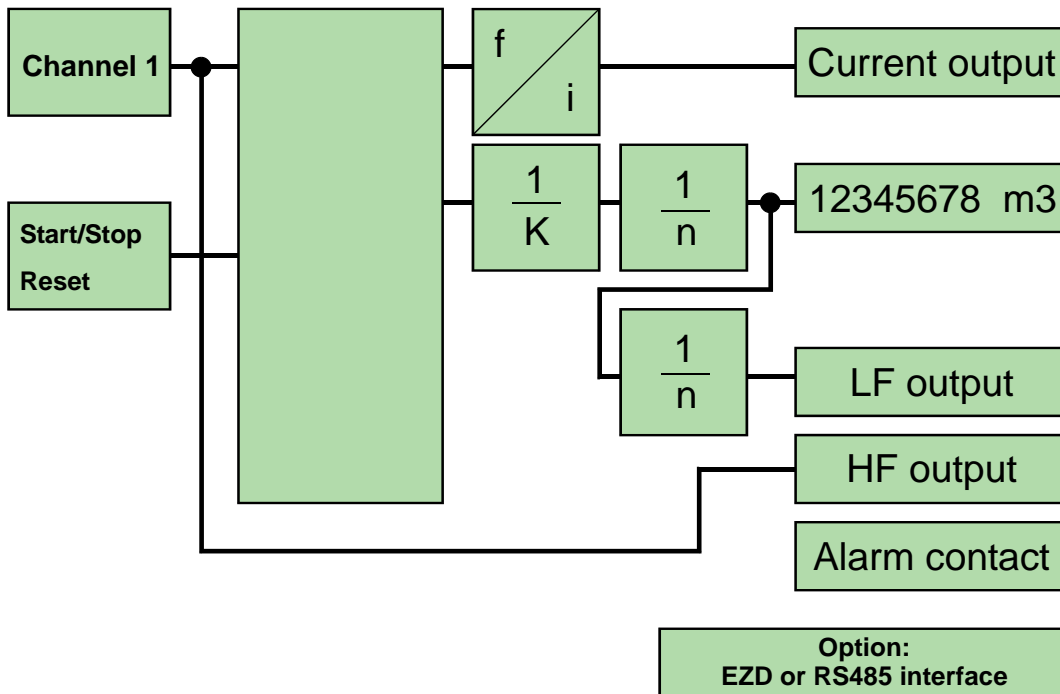 Channel 1
f
i
Current output
1
K
1
n
12345678 m3
Start/Stop
Reset
1
n
LF output
HF output
Alarm contact
Option:
EZD or RS485 interface